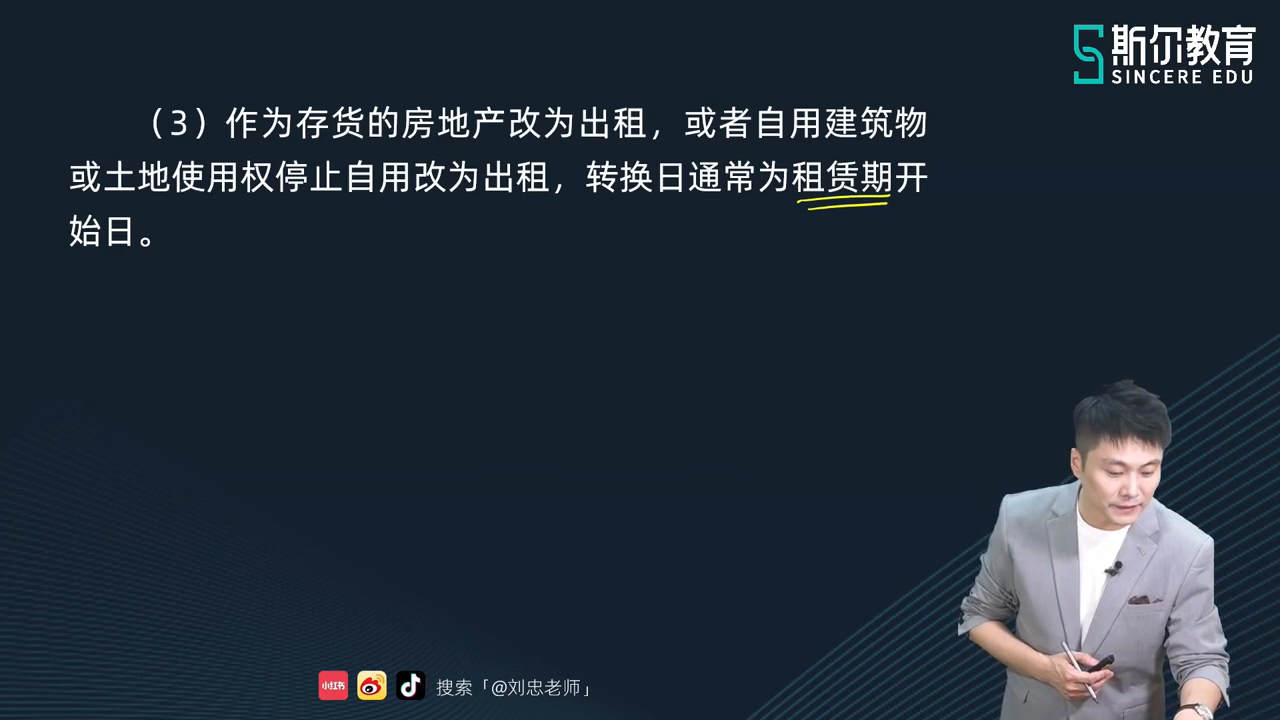 斯尔教育
SINCERE EDU
（3）作为存货的房地产改为出租，或者自用建筑物
或土地使用权停止自用改为出租，转换日通常为租赁期开
始日。
小红书
搜索「@刘忠老师」